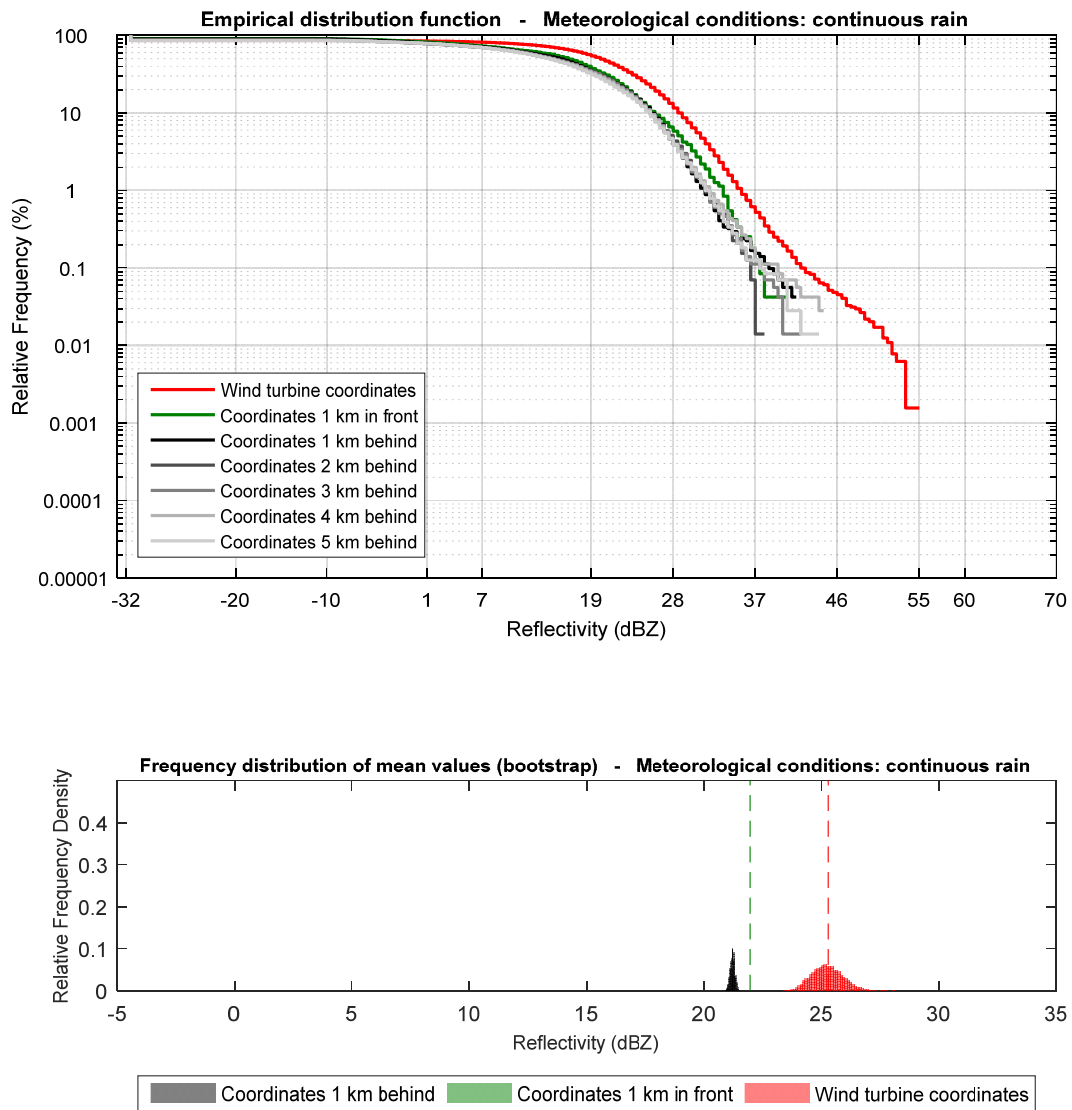 Empirical distribution function - Meteorological conditions: continuous rain
100
10
1
0.1
0.01
0.001
0.0001
0.00001
Relative Frequency (%)
Wind turbine coordinates
Coordinates 1 km in front
Coordinates 1 km behind
Coordinates 2 km behind
Coordinates 3 km behind
Coordinates 4 km behind
Coordinates 5 km behind
-32 -20 -10 1 7 19 28 37 46 55 60 70
Reflectivity (dBZ)
Frequency distribution of mean values (bootstrap) - Meteorological conditions: continuous rain
Relative Frequency Density
0.4
0.3
0.2
0.1
0
-5 0 5 10 15 20 25 30 35
Reflectivity (dBZ)
Coordinates 1 km behind Coordinates 1 km in front Wind turbine coordinates